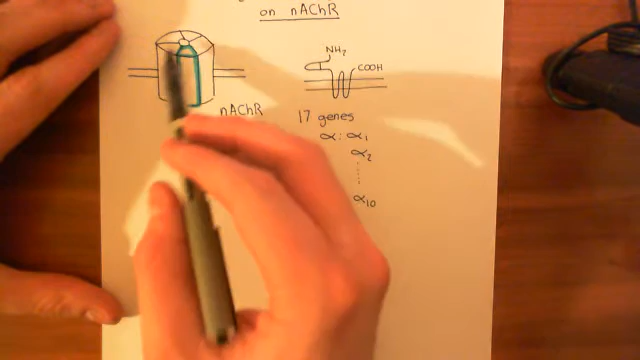 on nAChR
NH₂
COOH
nAChR
17 genes
α: α₁
α₂
α₁₀